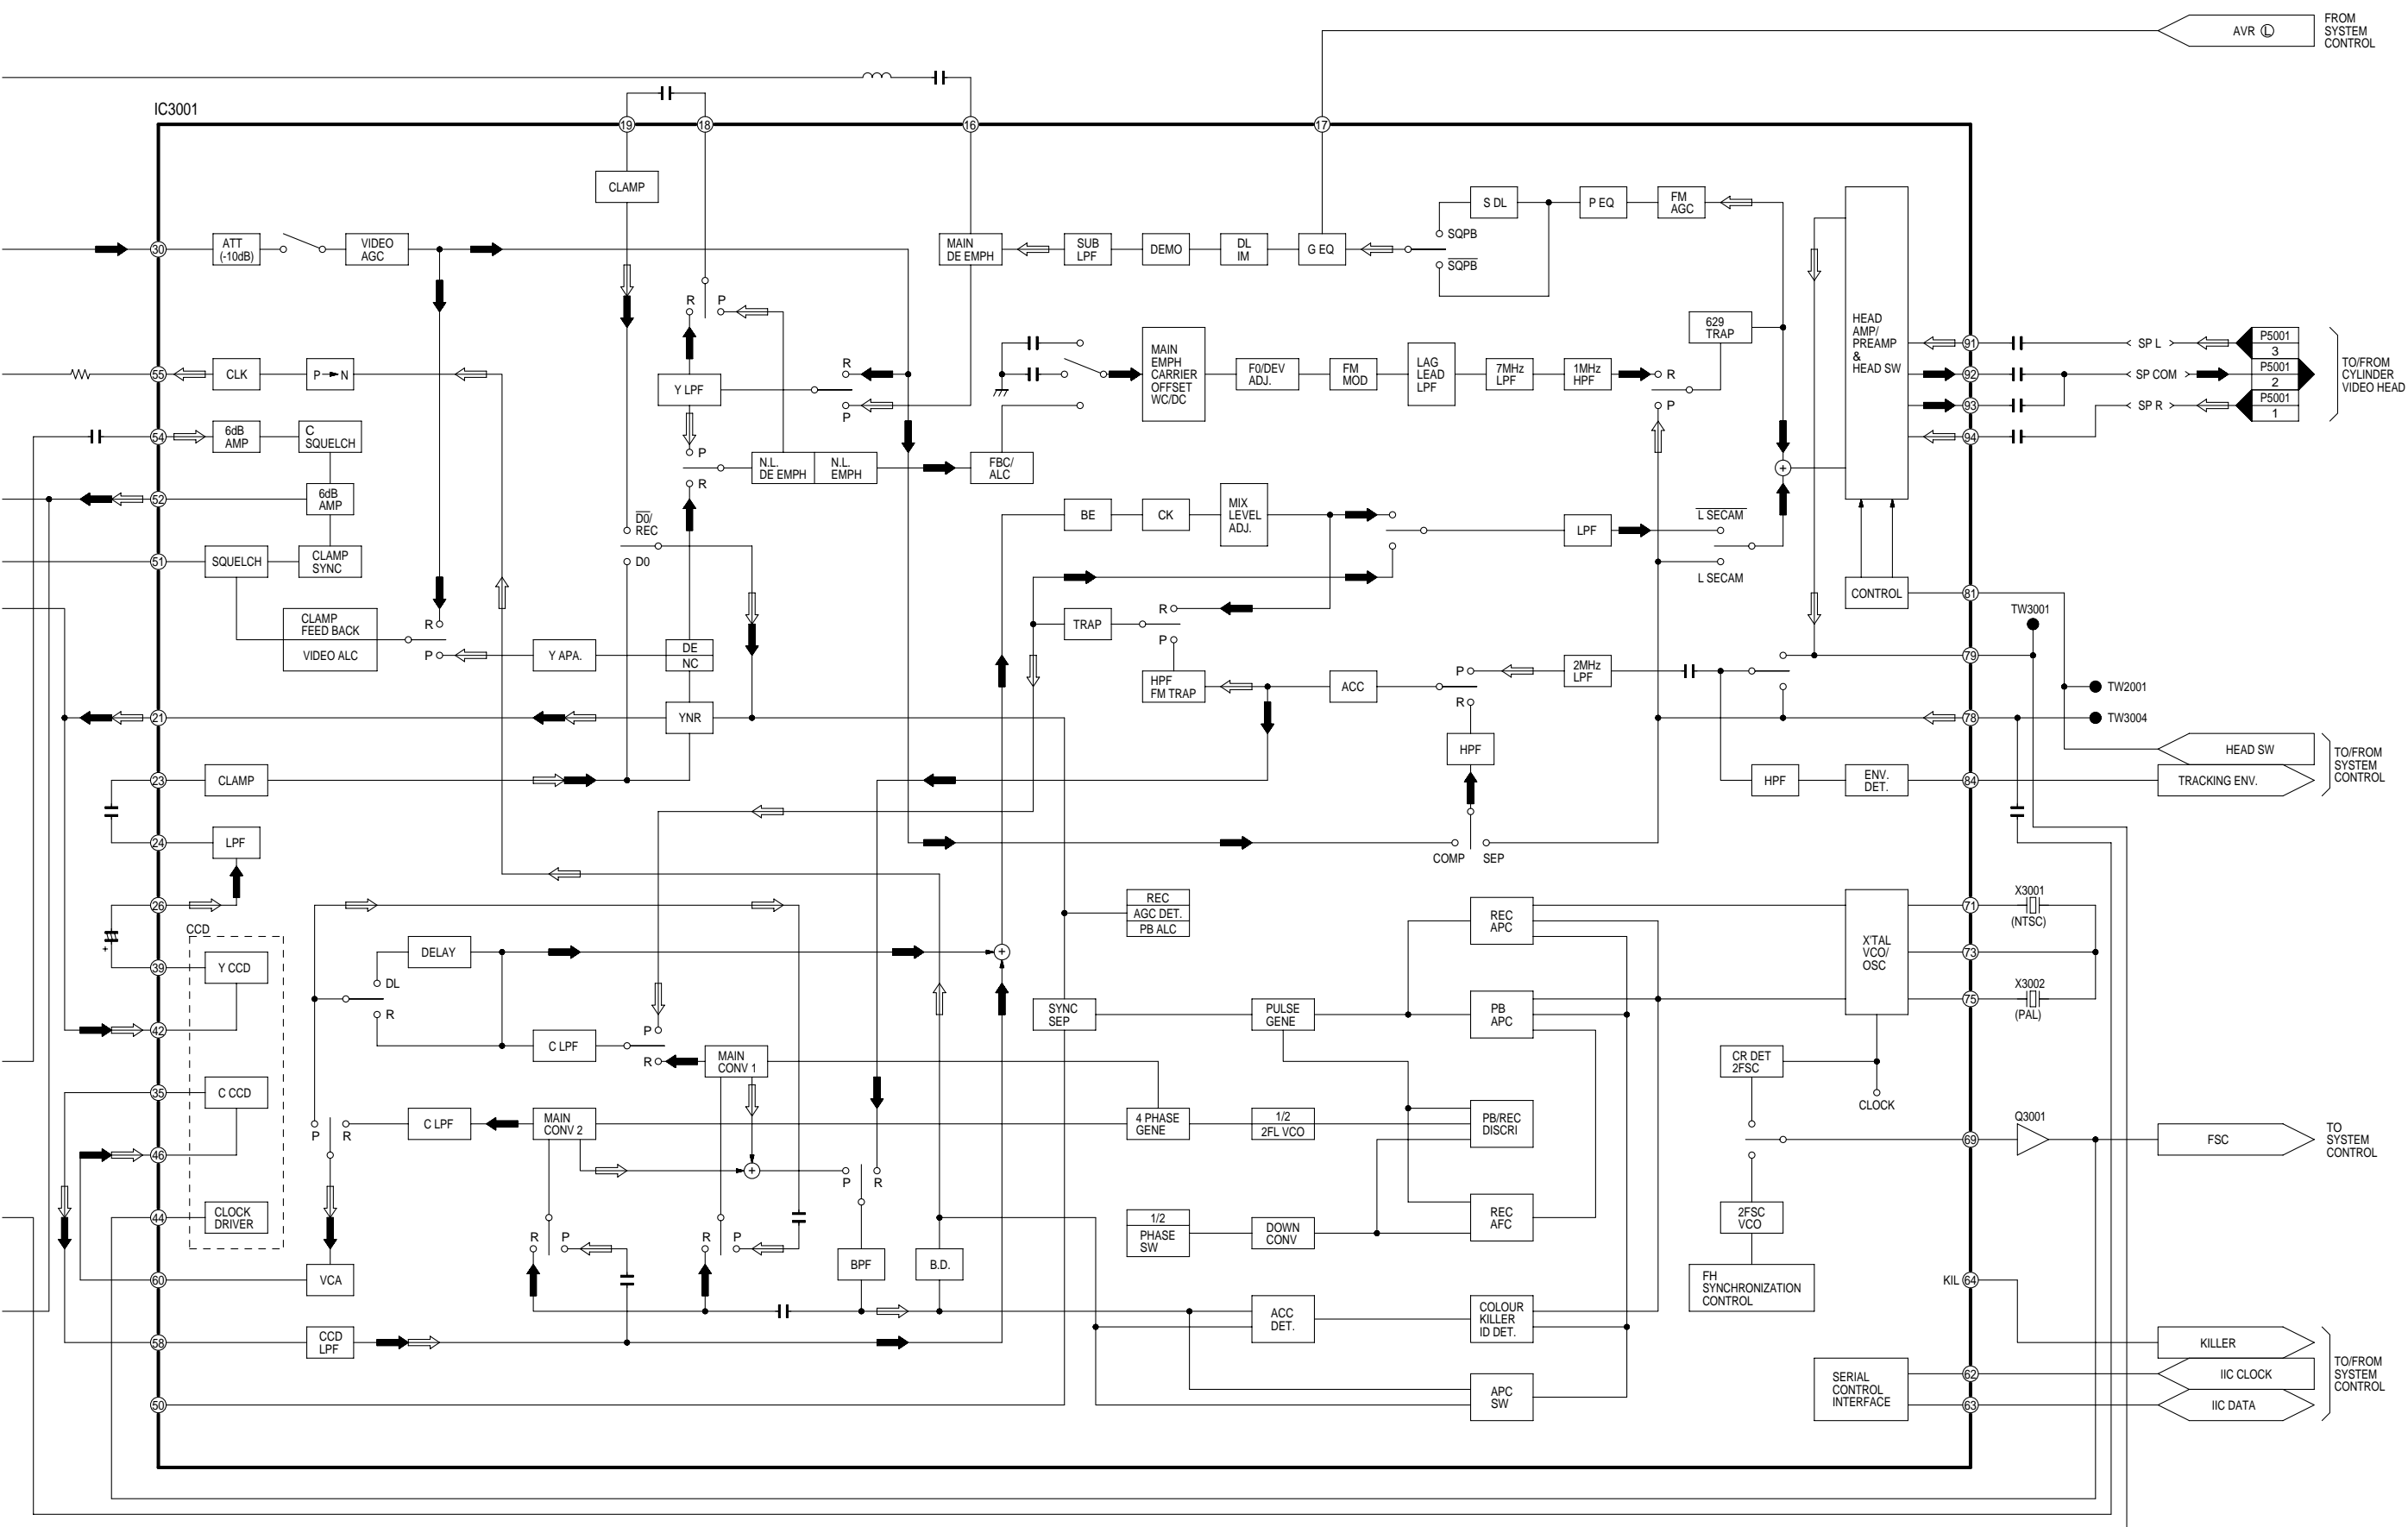 FROM
SYSTEM
CONTROL
AVR Ⓛ
IC3001
19
18
16
17
CLAMP
S DL
P EQ
FM
AGC
SQPB
SQPB
30
ATT
(-10dB)
VIDEO
AGC
MAIN
DE EMPH
SUB
LPF
DEMO
DL
IM
G EQ
R
P
HEAD
AMP/
PREAMP
&
HEAD SW
629
TRAP
MAIN
EMPH
CARRIER
OFFSET
WC/DC
F0/DEV
ADJ.
FM
MOD
LAG
LEAD
LPF
7MHz
LPF
1MHz
HPF
R
P
91
SP L
P5001
3
92
SP COM
P5001
2
93
SP R
P5001
1
94
TO/FROM
CYLINDER
VIDEO HEAD
55
CLK
P→N
Y LPF
R
P
54
6dB
AMP
C
SQUELCH
P
R
N.L.
DE EMPH
N.L.
EMPH
FBC/
ALC
52
6dB
AMP
BE
CK
MIX
LEVEL
ADJ.
LPF
L SECAM
L SECAM
D0/
REC
D0
51
SQUELCH
CLAMP
SYNC
CONTROL
81
TW3001
CLAMP
FEED BACK
VIDEO ALC
R
P
Y APA.
DE
NC
TRAP
R
P
79
HPF
FM TRAP
ACC
P
R
2MHz
LPF
TW2001
21
YNR
78
TW3004
HPF
HEAD SW
TO/FROM
SYSTEM
CONTROL
23
CLAMP
HPF
ENV.
DET.
84
TRACKING ENV.
24
LPF
COMP
SEP
26
REC
AGC DET.
PB ALC
REC
APC
X'TAL
VCO/
OSC
71
X3001
(NTSC)
CCD
+
39
Y CCD
DELAY
DL
R
+
73
42
SYNC
SEP
PULSE
GENE
PB
APC
75
X3002
(PAL)
C LPF
P
R
MAIN
CONV 1
CR DET
2FSC
CLOCK
35
C CCD
P
R
C LPF
MAIN
CONV 2
4 PHASE
GENE
1/2
2FL VCO
PB/REC
DISCRI
Q3001
69
FSC
TO
SYSTEM
CONTROL
46
+
P
R
44
CLOCK
DRIVER
1/2
PHASE
SW
DOWN
CONV
REC
AFC
2FSC
VCO
R
P
R
P
BPF
B.D.
60
VCA
FH
SYNCHRONIZATION
CONTROL
KIL 64
ACC
DET.
COLOUR
KILLER
ID DET.
58
CCD
LPF
KILLER
TO/FROM
SYSTEM
CONTROL
50
APC
SW
SERIAL
CONTROL
INTERFACE
62
IIC CLOCK
63
IIC DATA